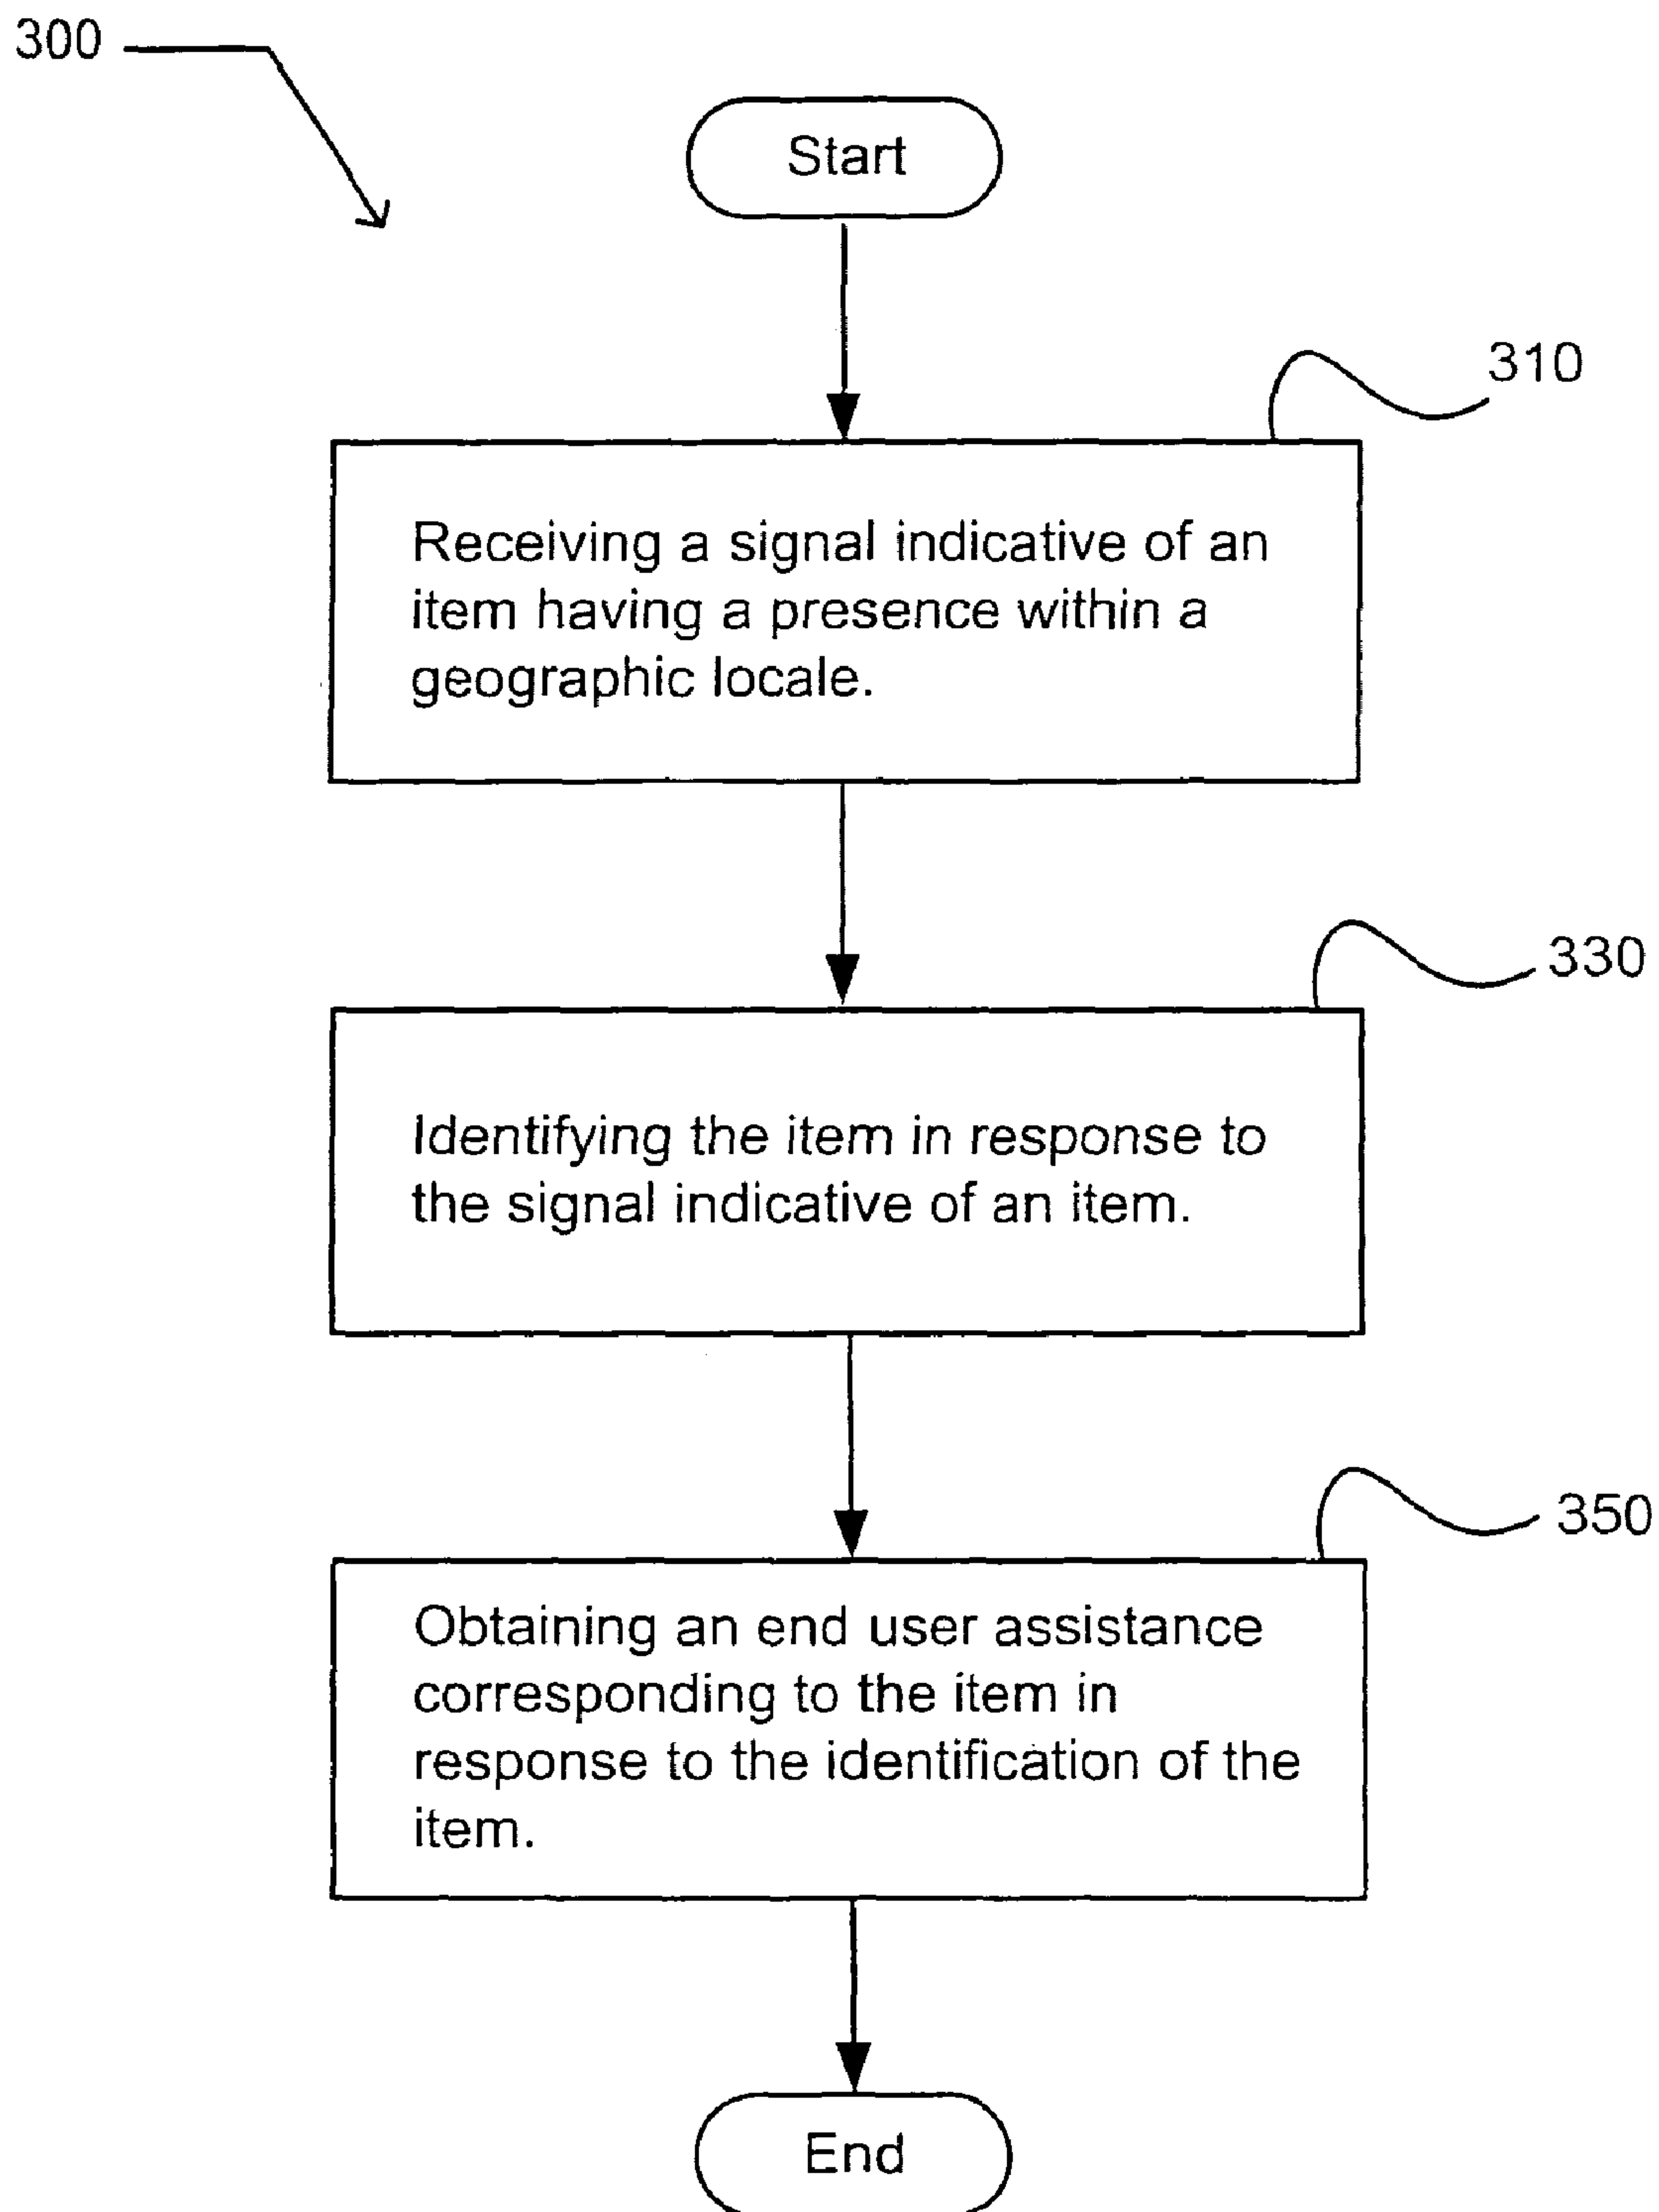 300
Start
310
Receiving a signal indicative of an
item having a presence within a
geographic locale.
330
Identifying the item in response to
the signal indicative of an item.
350
Obtaining an end user assistance
corresponding to the item in
response to the identification of the
item.
End